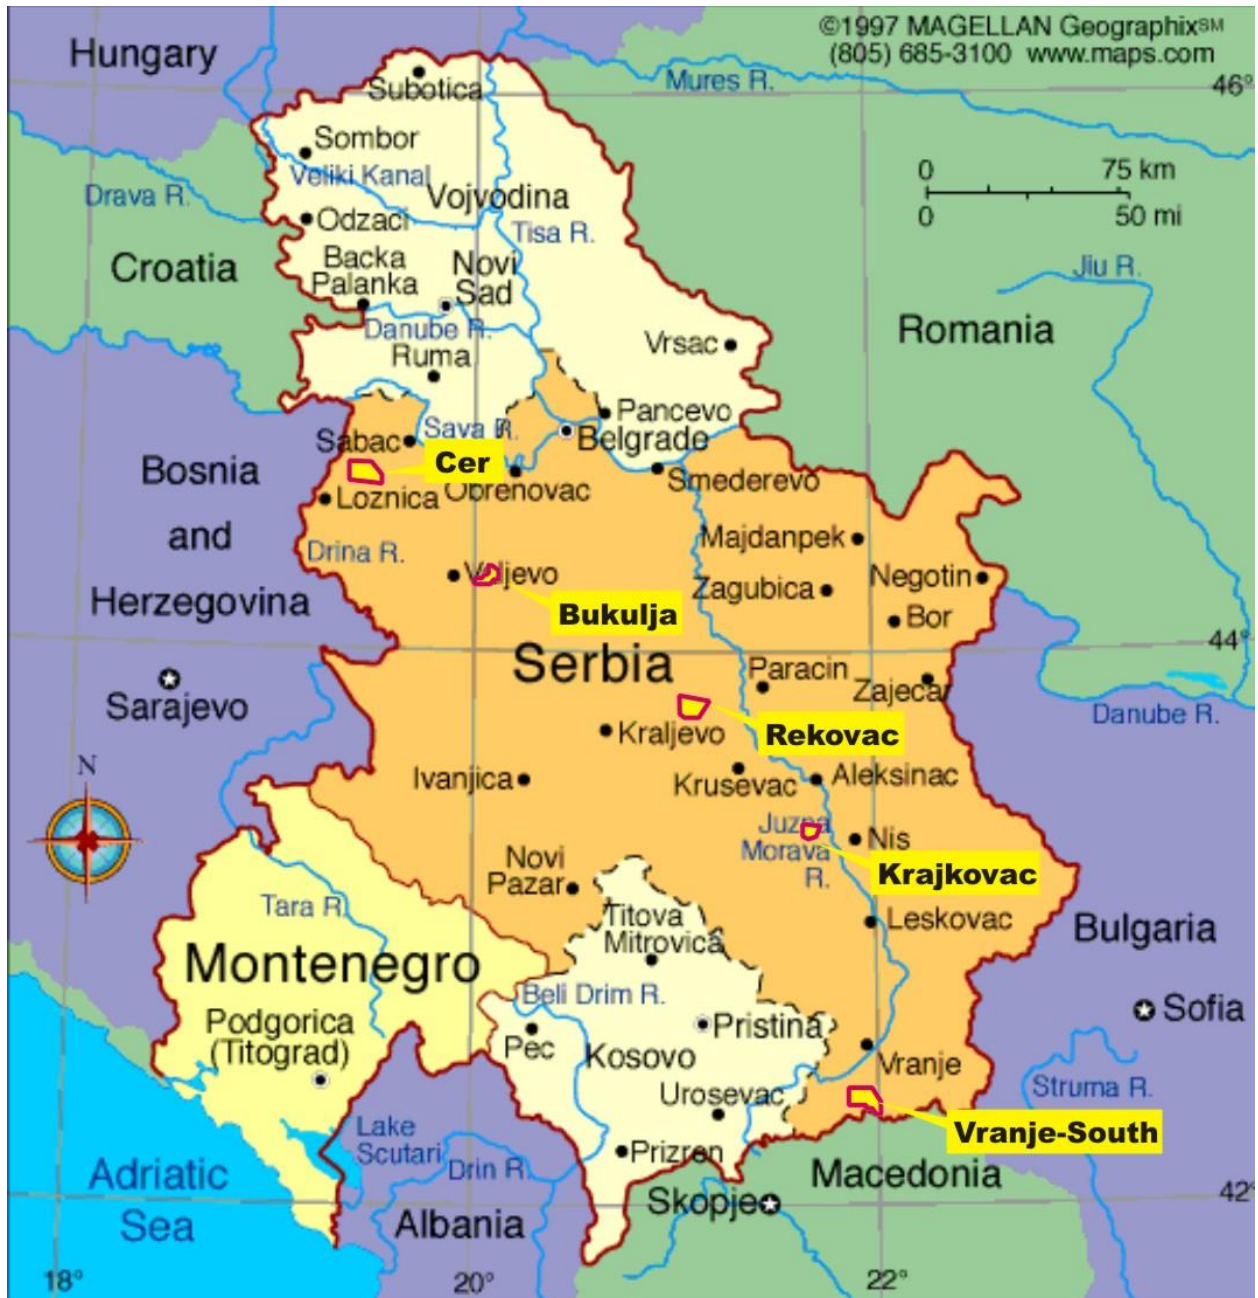 ©1997 MAGELLAN Geographix℠
(805) 685-3100 www.maps.com
Hungary
Subotica
Mures R.
46°
Sombor
Veliki Kanal
Vojvodina
0 75 km
0 50 mi
Drava R.
Odzaci
Tisa R.
Croatia
Backa
Palanka
Novi
Sad
Jiu R.
Danube R.
Ruma
Vrsac
Romania
Pancevo
Sava R.
Belgrade
Sabac
Cer
Bosnia
and
Herzegovina
Loznica
Obrenovac
Smederevo
Drina R.
Majdanpek
Valjevo
Zagubica
Negotin
Bukulja
Bor
44°
Serbia
Paracin
Zajecar
Sarajevo
Danube R.
Kraljevo
Rekovac
N
Ivanjica
Krusevac
Aleksinac
Juzna
Morava
R.
Nis
Krajkovac
Novi
Pazar
Tara R.
Titova
Mitrovica
Leskovac
Bulgaria
Montenegro
Beli Drim R.
Sofia
Podgorica
(Titograd)
Pec
Kosovo
Pristina
Vranje
Struma R.
Urosevac
Vranje-South
Lake
Scutari
Drin R.
Prizren
Macedonia
Adriatic
Sea
Albania
Skopje
42°
18°
20°
22°